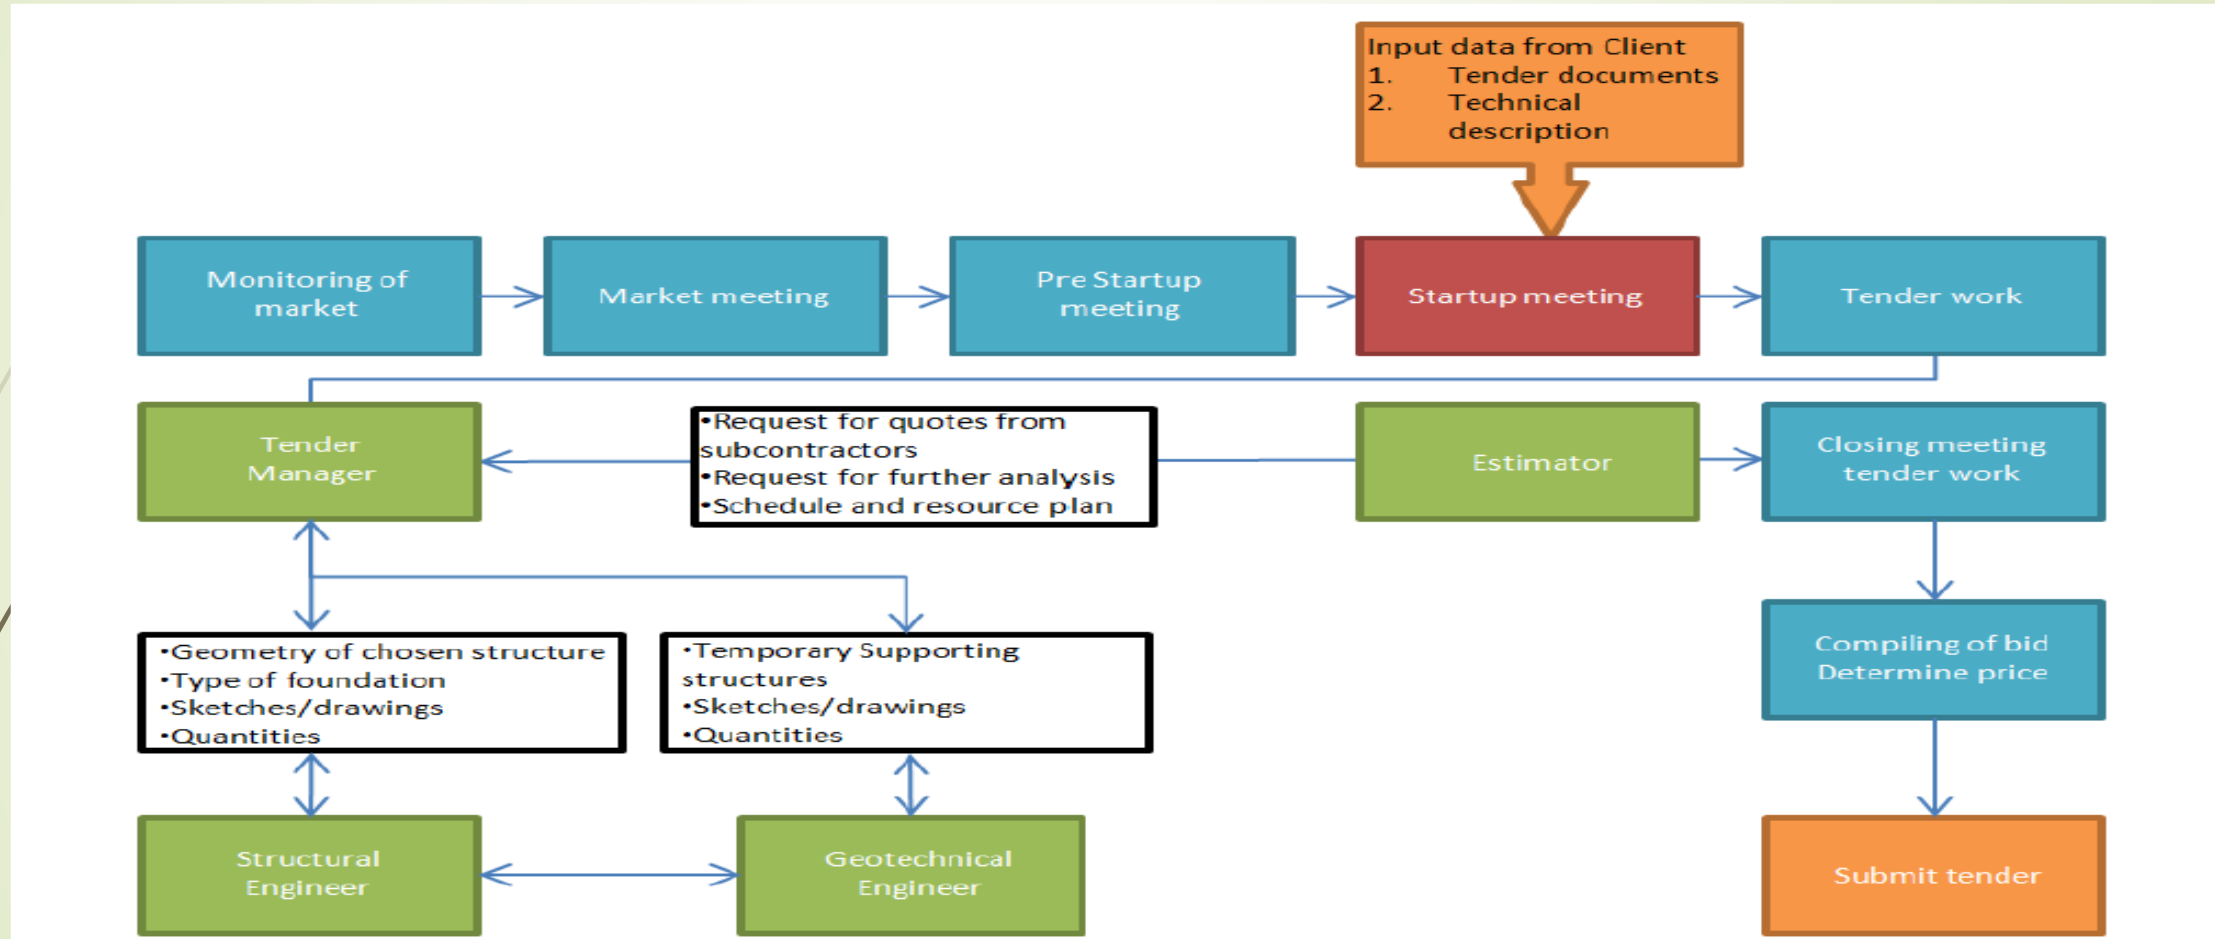 Input data from Client
1. Tender documents
2. Technical
description
Monitoring of
market
Market meeting
Pre Startup
meeting
Startup meeting
Tender work
Tender
Manager
•Request for quotes from
subcontractors
•Request for further analysis
•Schedule and resource plan
Estimator
Closing meeting
tender work
•Geometry of chosen structure
•Type of foundation
•Sketches/drawings
•Quantities
•Temporary Supporting
structures
•Sketches/drawings
•Quantities
Compiling of bid
Determine price
Structural
Engineer
Geotechnical
Engineer
Submit tender